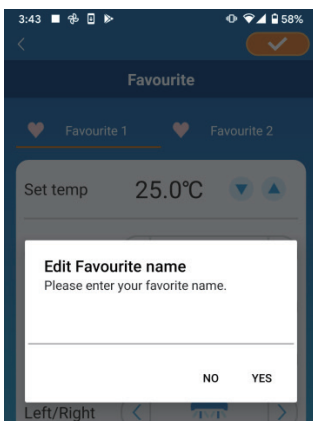 3:43 58%
Favourite
Favourite 1 Favourite 2
Set temp 25.0°C
Edit Favourite name
Please enter your favorite name.
NO YES
Left/Right